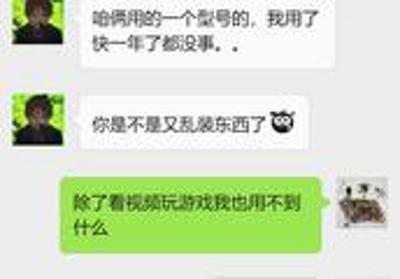 咱俩用的一个型号的，我用了
快一年了都没事。。
你是不是又乱装东西了
除了看视频玩游戏我也用不到
什么